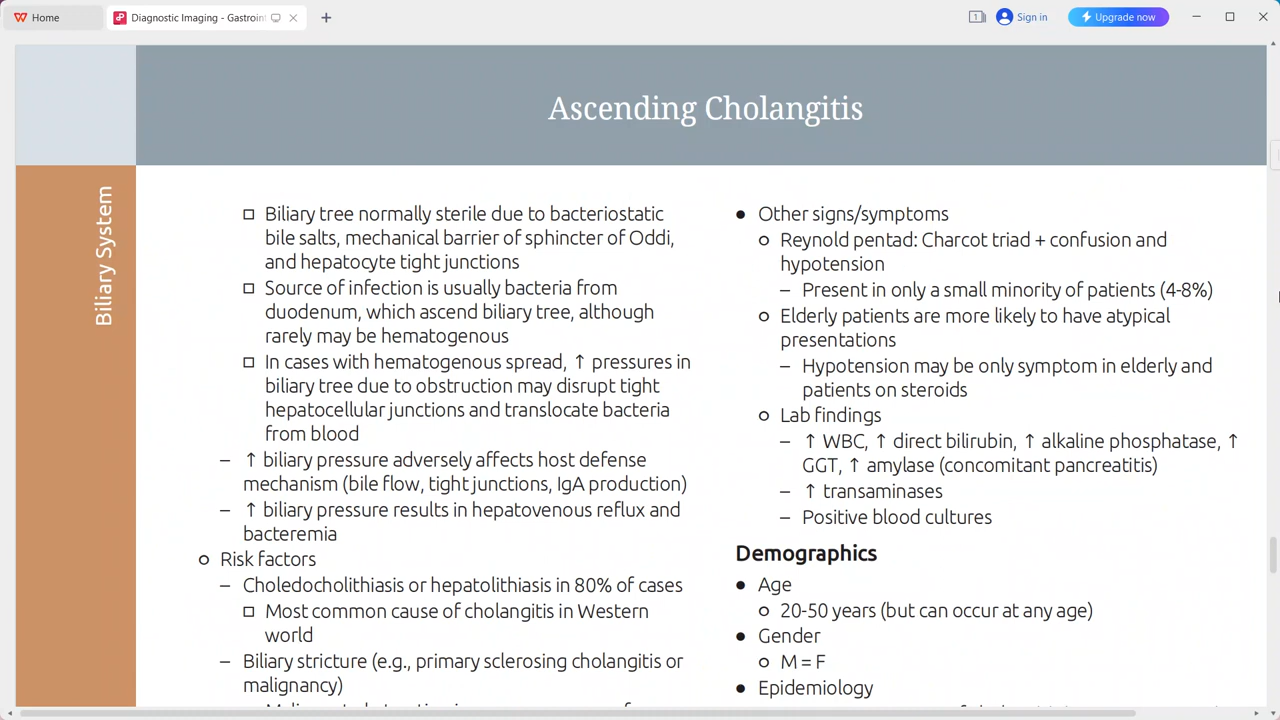 Home
Diagnostic Imaging - Gastroint
1
Sign in
Upgrade now
Ascending Cholangitis
Biliary System
Biliary tree normally sterile due to bacteriostatic
bile salts, mechanical barrier of sphincter of Oddi,
and hepatocyte tight junctions
Source of infection is usually bacteria from
duodenum, which ascend biliary tree, although
rarely may be hematogenous
In cases with hematogenous spread, ↑ pressures in
biliary tree due to obstruction may disrupt tight
hepatocellular junctions and translocate bacteria
from blood
– ↑ biliary pressure adversely affects host defense
mechanism (bile flow, tight junctions, IgA production)
– ↑ biliary pressure results in hepatovenous reflux and
bacteremia
Risk factors
– Choledocholithiasis or hepatolithiasis in 80% of cases
Most common cause of cholangitis in Western
world
– Biliary stricture (e.g., primary sclerosing cholangitis or
malignancy)
● Other signs/symptoms
Reynold pentad: Charcot triad + confusion and
hypotension
– Present in only a small minority of patients (4-8%)
Elderly patients are more likely to have atypical
presentations
– Hypotension may be only symptom in elderly and
patients on steroids
Lab findings
– ↑ WBC, ↑ direct bilirubin, ↑ alkaline phosphatase, ↑
GGT, ↑ amylase (concomitant pancreatitis)
– ↑ transaminases
– Positive blood cultures
Demographics
● Age
20-50 years (but can occur at any age)
● Gender
M = F
● Epidemiology